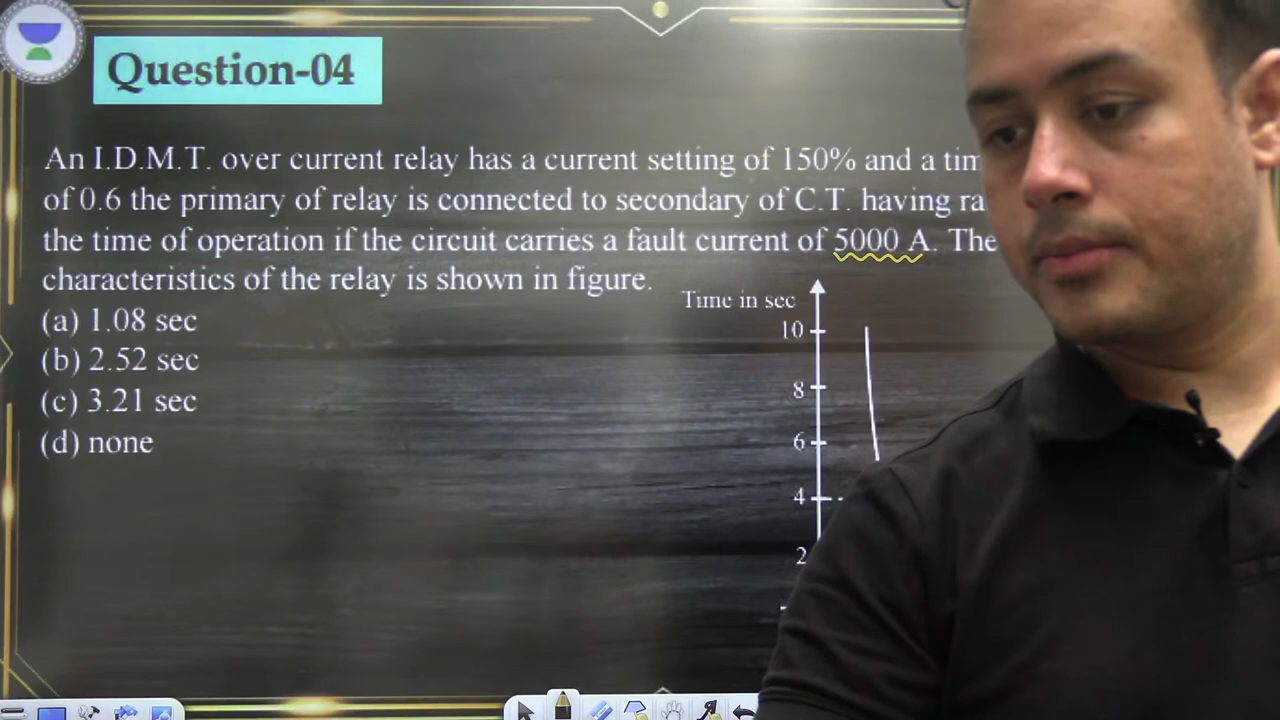 Question-04
An I.D.M.T. over current relay has a current setting of 150% and a
of 0.6 the primary of relay is connected to secondary of C.T. having
the time of operation if the circuit carries a fault current of 5000 A. The
characteristics of the relay is shown in figure.
(a) 1.08 sec
(b) 2.52 sec
(c) 3.21 sec
(d) none
Time in sec
10
8
6
4
2